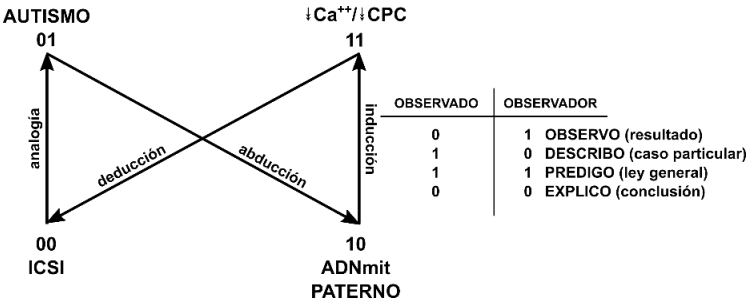 AUTISMO
01
↓Ca⁺⁺/↓CPC
11
analogía
deducción
abducción
inducción
00
ICSI
10
ADNmit
PATERNO
OBSERVADO OBSERVADOR
0 1 OBSERVO (resultado)
1 0 DESCRIBO (caso particular)
1 1 PREDIGO (ley general)
0 0 EXPLICO (conclusión)